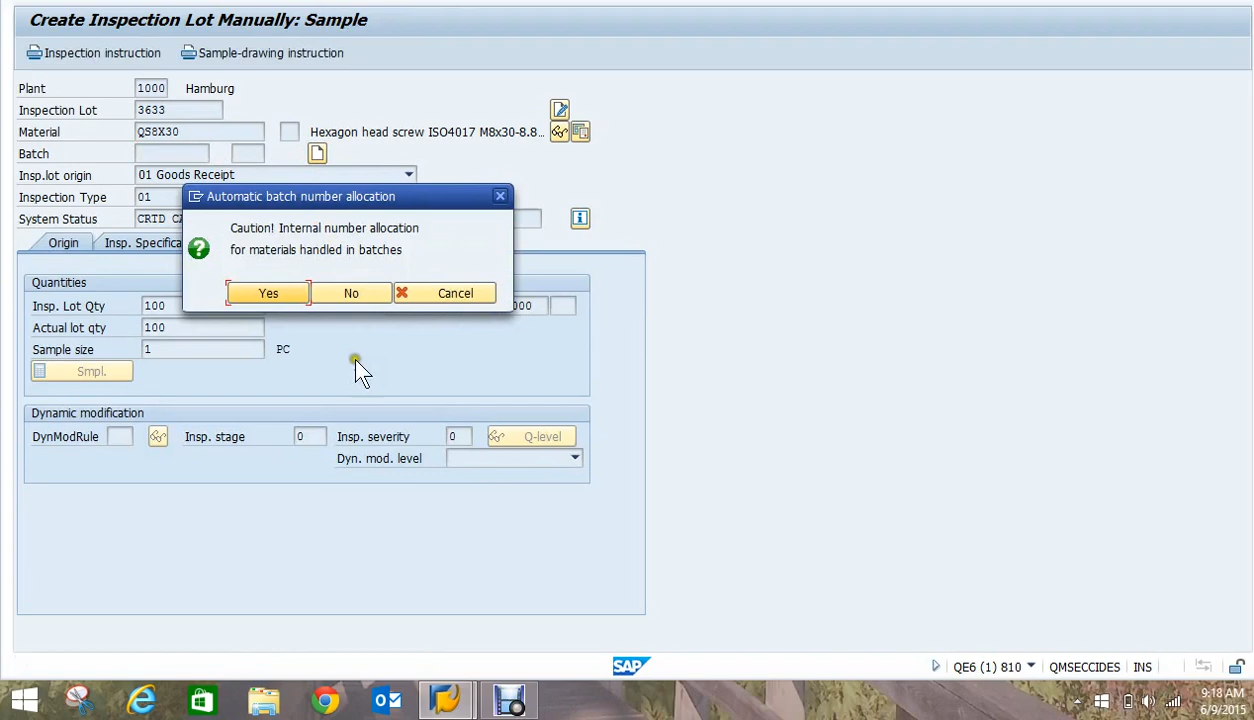 Create Inspection Lot Manually: Sample
Inspection instruction Sample-drawing instruction
Plant 1000 Hamburg
Inspection Lot 3633
Material QS8X30 Hexagon head screw ISO4017 M8x30-8.8...
Batch
Insp.lot origin 01 Goods Receipt
Automatic batch number allocation
Inspection Type 01
System Status CRTD
Caution! Internal number allocation
for materials handled in batches
Origin Insp. Specifica
Yes No Cancel
Quantities
Insp. Lot Qty 100
Actual lot qty 100
Sample size 1 PC
Smpl.
Dynamic modification
DynModRule Insp. stage 0 Insp. severity 0 Q-level
Dyn. mod. level
SAP QE6 (1) 810 QMSECCIDES INS
9:18 AM
6/9/2015